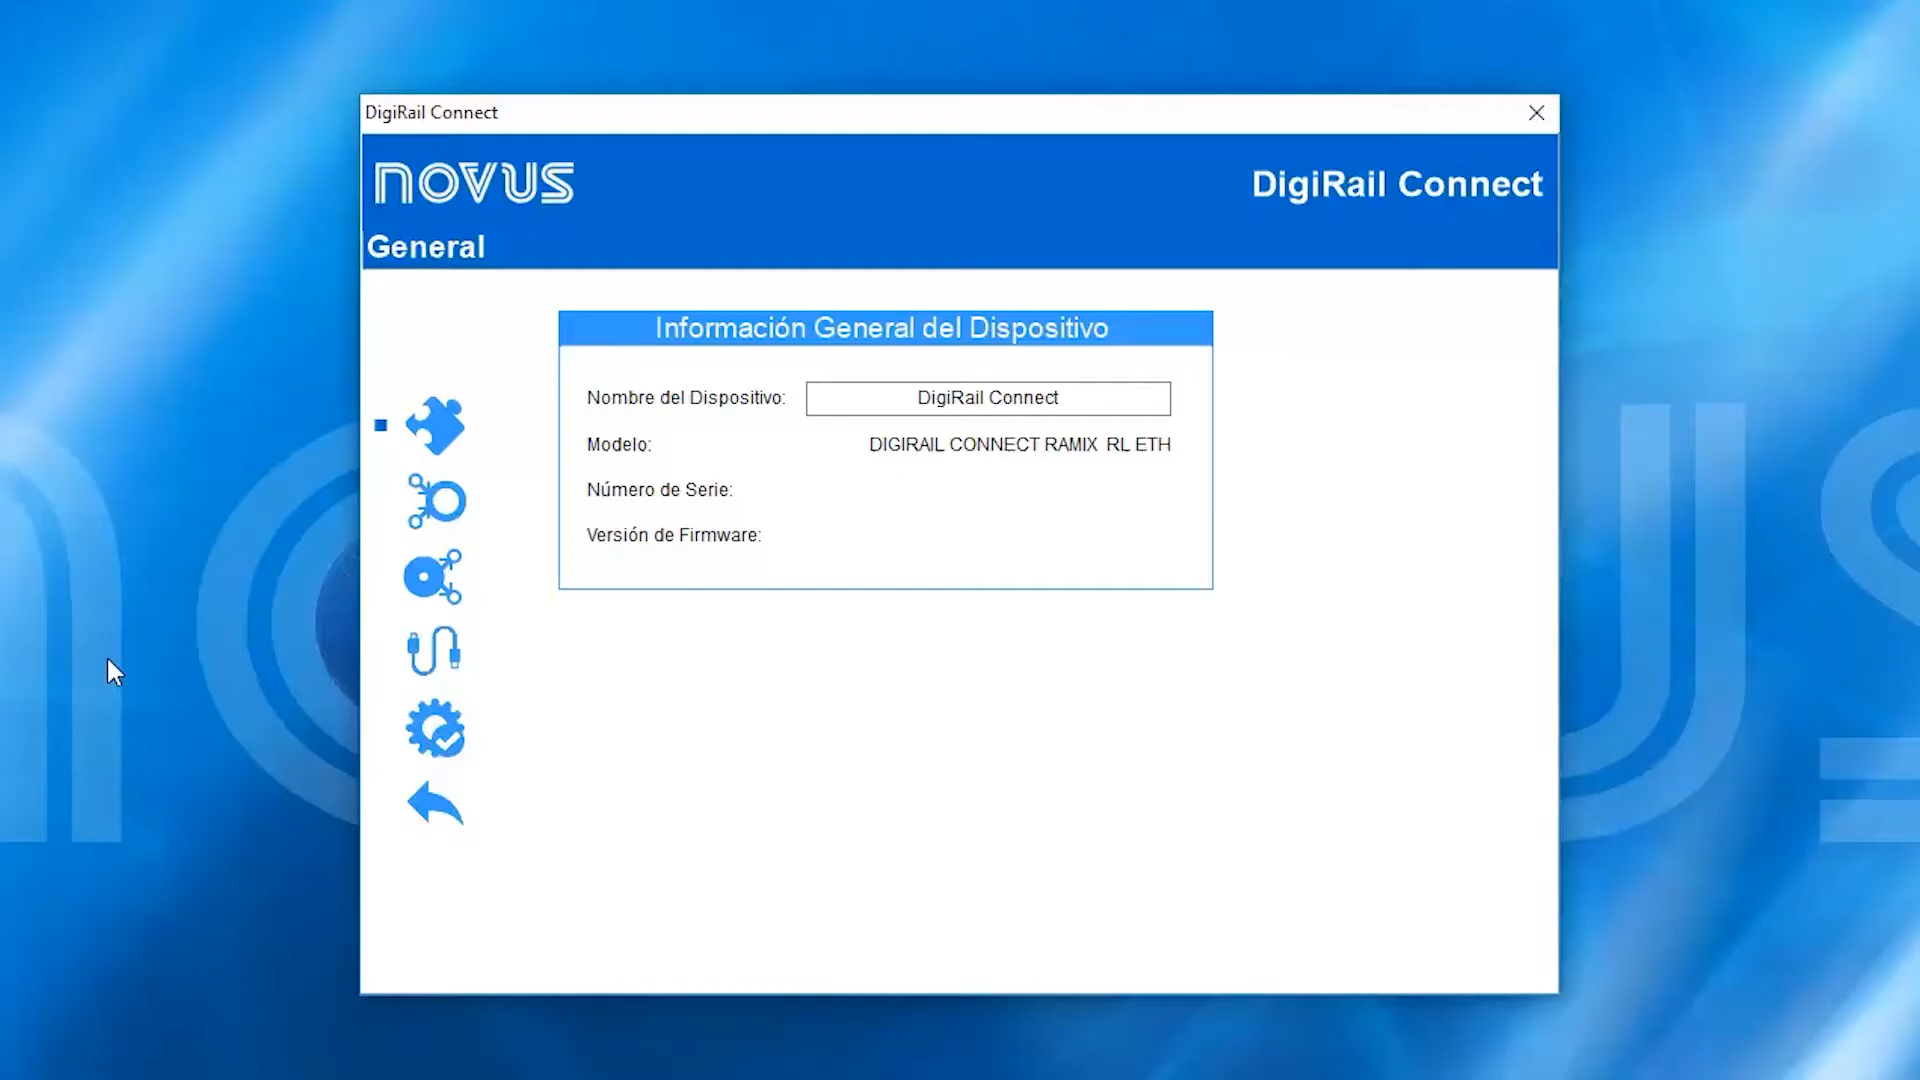 DigiRail Connect
novus
DigiRail Connect
General
Información General del Dispositivo
Nombre del Dispositivo: DigiRail Connect
Modelo: DIGIRAIL CONNECT RAMIX RL ETH
Número de Serie:
Versión de Firmware:
novus